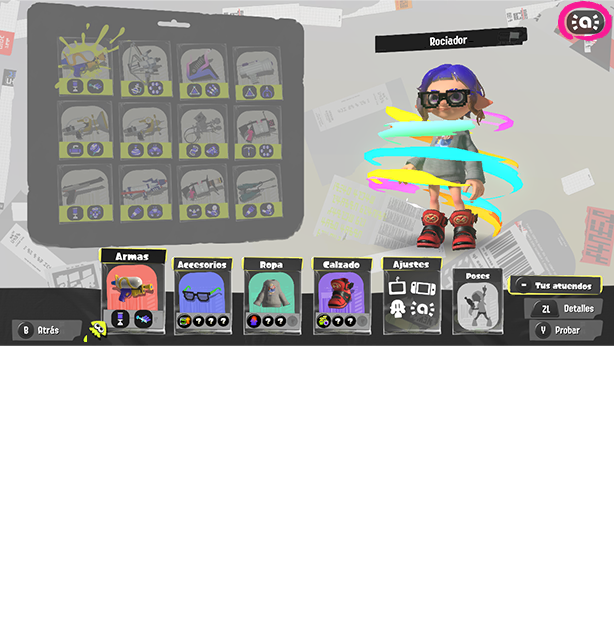 Rociador
a
Armas
Accesorios
Ropa
Calzado
Ajustes
Poses
? ? ?
? ?
? ?
a
- Tus atuendos
ZL Detalles
B Atrás
Y Probar